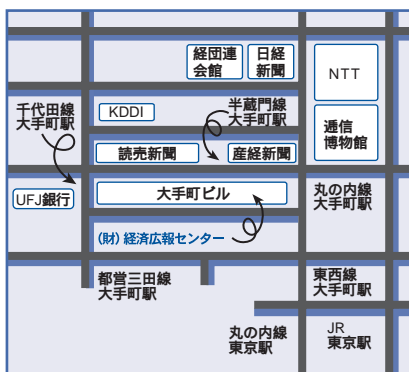 経団連
会館
日経
新聞
NTT
千代田線
大手町駅
KDDI
半蔵門線
大手町駅
逓信
博物館
読売新聞
産経新聞
UFJ銀行
大手町ビル
丸の内線
大手町駅
(財)経済広報センター
都営三田線
大手町駅
東西線
大手町駅
丸の内線
東京駅
JR
東京駅